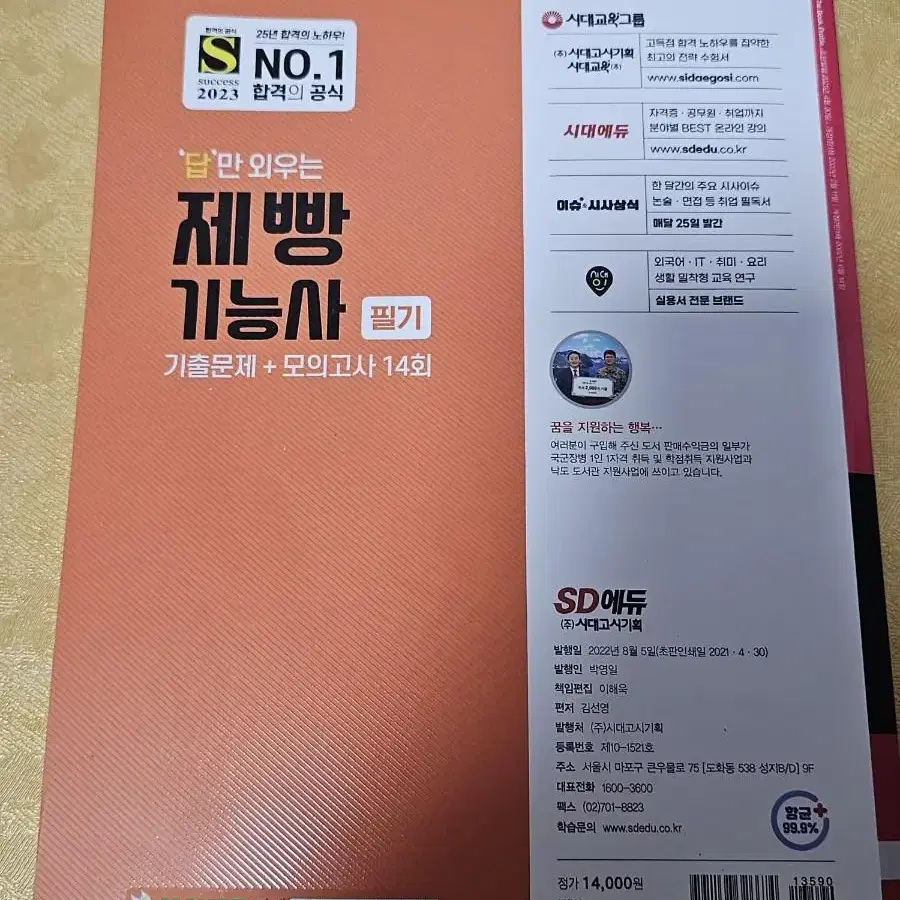 합격의 공식
S
success
2023
25년 합격의 노하우!
NO.1
합격의 공식
'답'만 외우는
제빵
기능사 필기
기출문제 + 모의고사 14회
시대교육그룹
(주)시대고시기획
시대교육(주)
고득점 합격 노하우를 집약한
최고의 전략 수험서
www.sidaegosi.com
시대에듀
자격증 · 공무원 · 취업까지
분야별 BEST 온라인 강의
www.sdedu.co.kr
이슈&시사상식
한 달간의 주요 시사이슈
논술 · 면접 등 취업 필독서
매달 25일 발간
시대
인
외국어 · IT · 취미 · 요리
생활 밀착형 교육 연구
실용서 전문 브랜드
꿈을 지원하는 행복…
여러분이 구입해 주신 도서 판매수익금의 일부가
국군장병 1인 1자격 취득 및 학점취득 지원사업과
낙도 도서관 지원사업에 쓰이고 있습니다.
SD에듀
(주)시대고시기획
발행일 2022년 8월 5일(초판인쇄일 2021 · 4 · 30)
발행인 박영일
책임편집 이해욱
편저 김선영
발행처 (주)시대고시기획
등록번호 제10-1521호
주소 서울시 마포구 큰우물로 75 [도화동 538 성지B/D] 9F
대표전화 1600-3600
팩스 (02)701-8823
학습문의 www.sdedu.co.kr
항균+
99.9%
정가 14,000원
13590